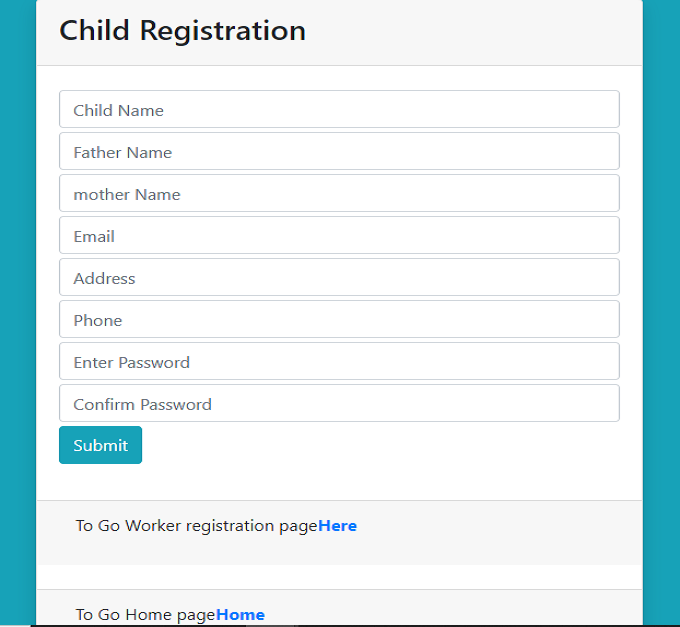 Child Registration
Child Name
Father Name
mother Name
Email
Address
Phone
Enter Password
Confirm Password
Submit
To Go Worker registration pageHere
To Go Home pageHome